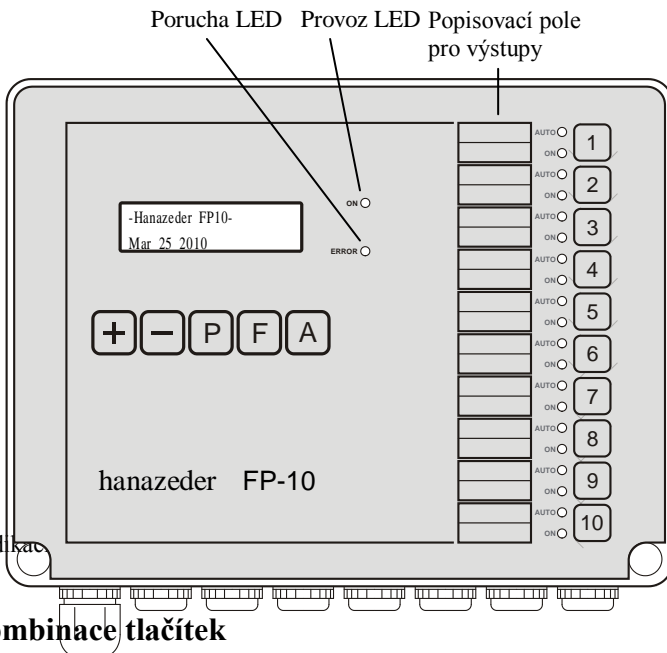 Porucha LED Provoz LED Popisovací pole
pro výstupy
-Hanazeder FP10-
Mar 25 2010
ON
ERROR
+ - P F A
hanazeder FP-10
AUTO
ON
1
AUTO
ON
2
AUTO
ON
3
AUTO
ON
4
AUTO
ON
5
AUTO
ON
6
AUTO
ON
7
AUTO
ON
8
AUTO
ON
9
AUTO
ON
10
ombinace tlačítek